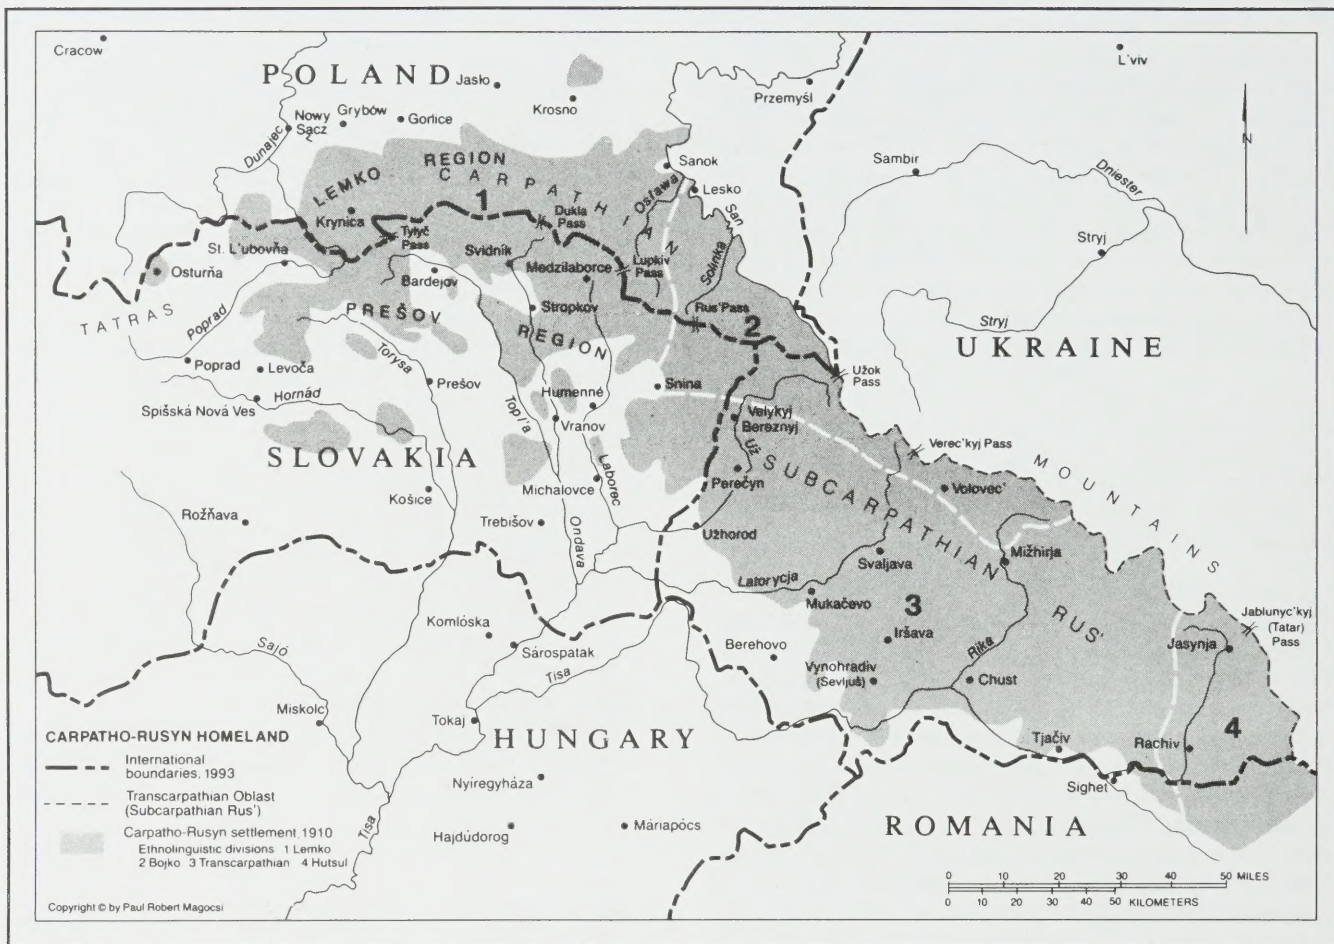 Cracow
POLAND
Jasło
Krosno
Przemyśl
L'viv
N
Nowy
Sącz
Grybów
Gorlice
Dunajec
LEMKO
REGION
CARPATHIAN
1
Sanok
Lesko
Osława
San
Solinka
Sambir
Dniester
Stryj
Stryj
UKRAINE
Krynica
Tylyč
Pass
Dukla
Pass
Lupkiv
Pass
Rus' Pass
2
Užok
Pass
St. L'ubovňa
Osturňa
TATRAS
Poprad
Poprad
Levoča
Hornád
Spišská Nová Ves
Bardejov
Svidník
Medzilaborce
Stropkov
PREŠOV
REGION
Torysa
Prešov
Topl'a
Humenné
Vranov
Snina
Velykyj
Bereznyj
Už
Perečyn
Verec'kyj Pass
MOUNTAINS
Volovec'
SLOVAKIA
Košice
Michalovce
Laborec
Rožňava
Trebišov
Ondava
Užhorod
SUBCARPATHIAN
RUS'
Mižhirja
Svaljava
Latorycja
Mukačevo
3
Iršava
Rika
Jablunyc'kyj
(Tatar)
Pass
Jasynja
Komlóska
Sárospatak
Sajó
Tisa
Berehovo
Vynohradiv
(Sevljuš)
Chust
Miskolc
Tokaj
HUNGARY
Tjačiv
Rachiv
4
Sighet
Nyíregyháza
Hajdúdorog
Máriapócs
Tisa
ROMANIA
CARPATHO-RUSYN HOMELAND
International
boundaries, 1993
Transcarpathian Oblast
(Subcarpathian Rus')
Carpatho-Rusyn settlement, 1910
Ethnolinguistic divisions 1 Lemko
2 Bojko 3 Transcarpathian 4 Hutsul
Copyright © by Paul Robert Magocsi
0 10 20 30 40 50 MILES
0 10 20 30 40 50 KILOMETERS